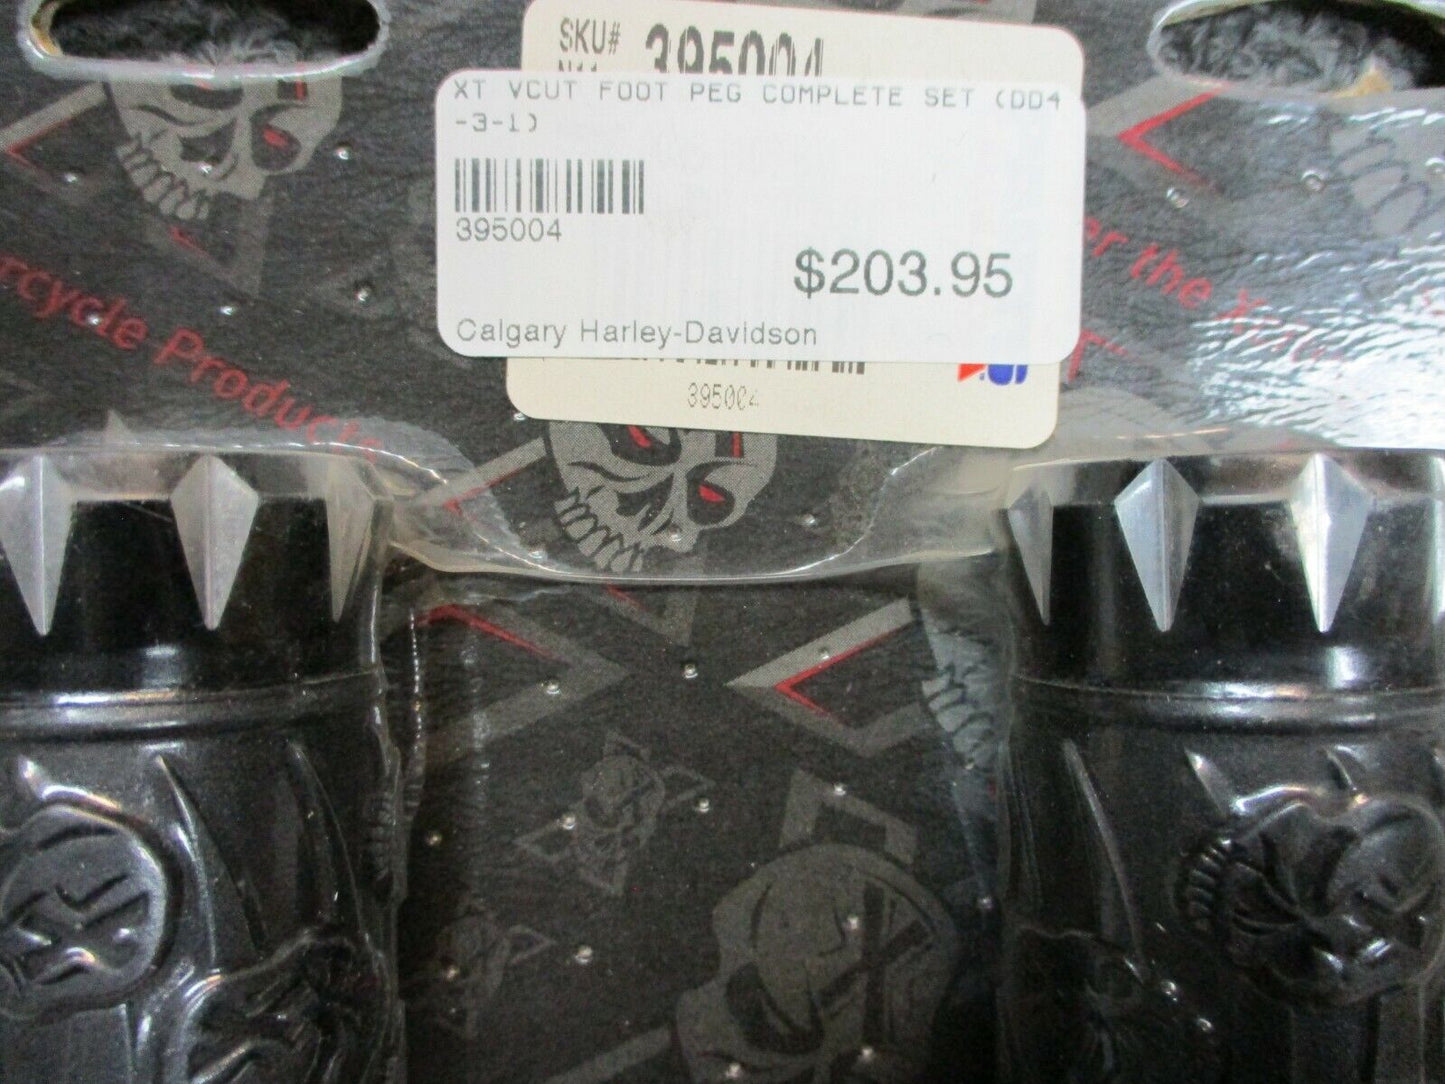 SKU# 395004
XT VCUT FOOT PEG COMPLETE SET (DD4
-3-1)
395004
$203.95
Calgary Harley-Davidson
395004
Products
or the